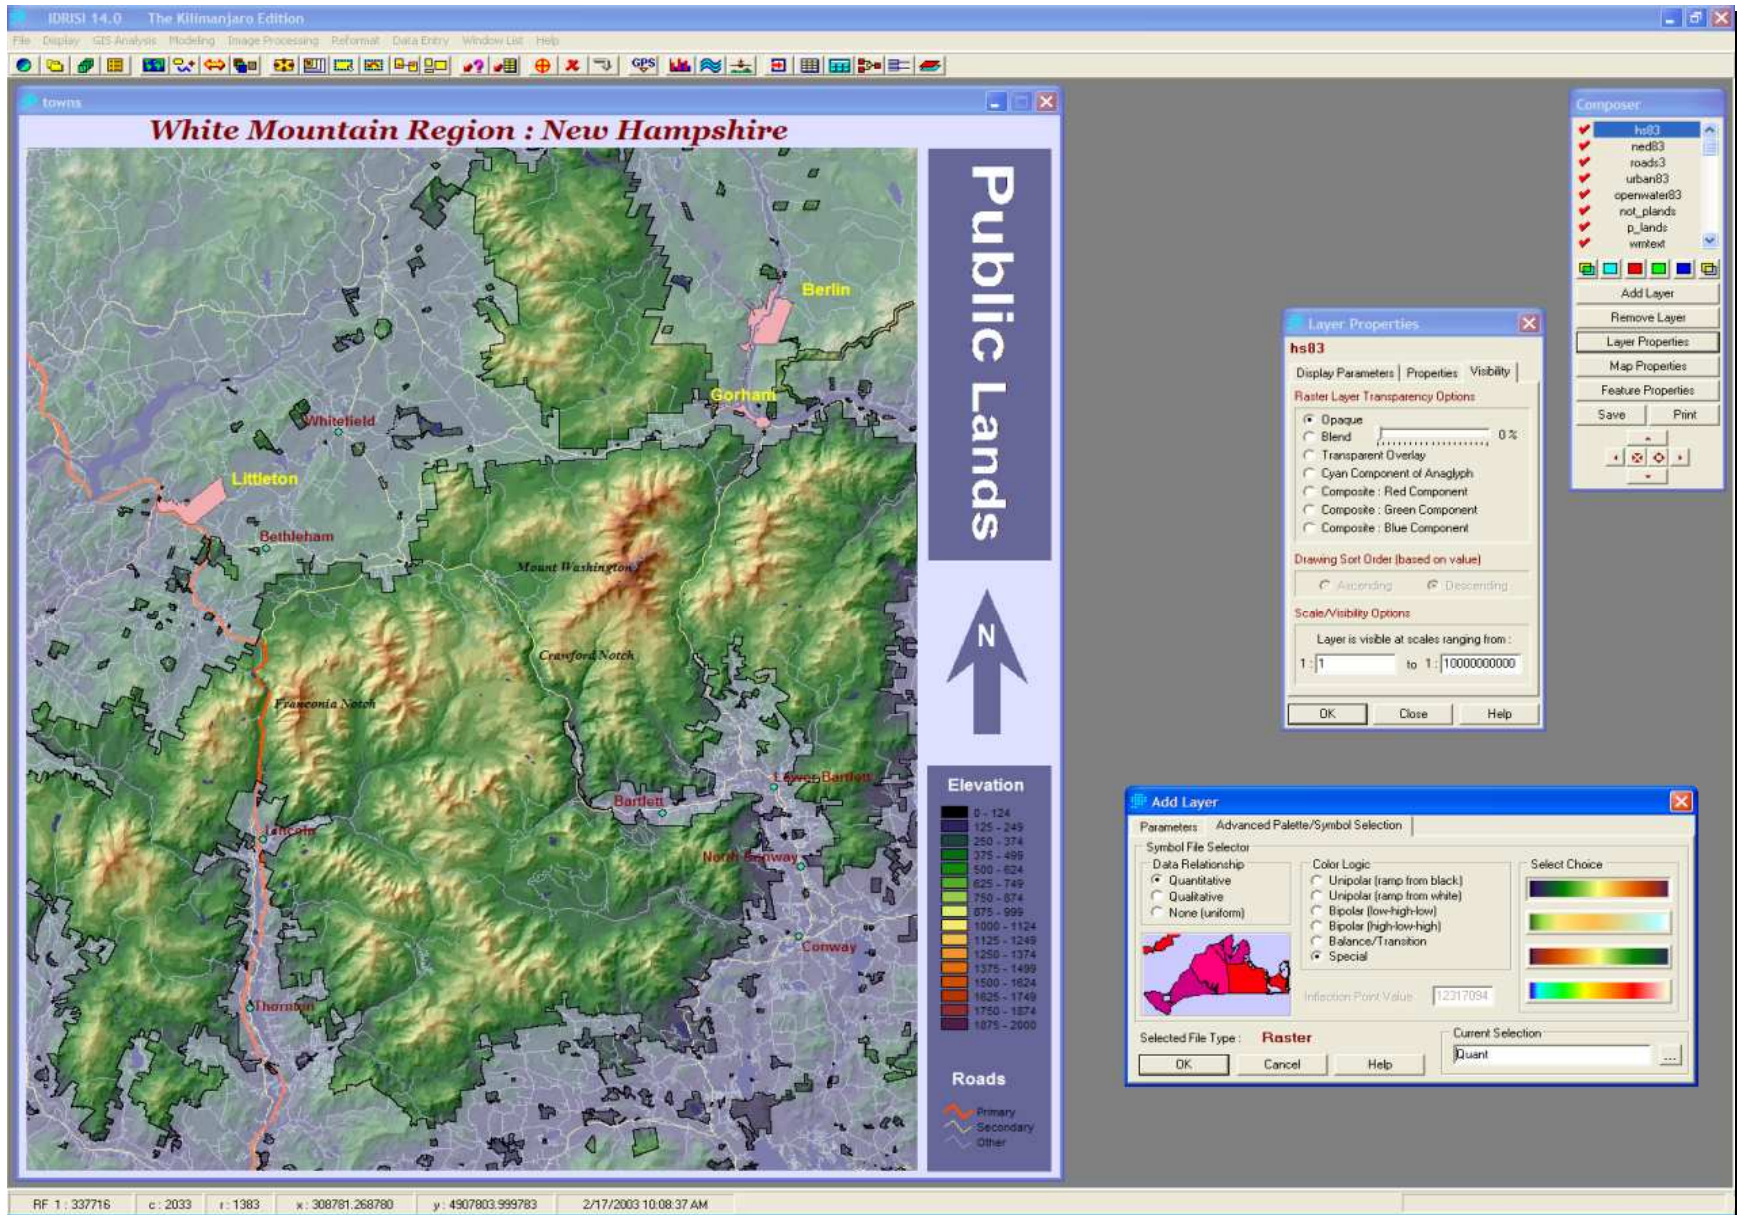 IDRISI 14.0 The Kilimanjaro Edition
File Display GIS Analysis Modeling Image Processing Reformat Data Entry Window List Help
GPS
towns
White Mountain Region : New Hampshire
Berlin
Gorham
Whitefield
Littleton
Bethleham
Mount Washington
Crawford Notch
Franconia Notch
Lower Bartlett
Bartlett
Lincoln
North Conway
Conway
Thornton
Public Lands
N
Elevation
0 - 124
125 - 249
250 - 374
375 - 499
500 - 624
625 - 749
750 - 874
875 - 999
1000 - 1124
1125 - 1249
1250 - 1374
1375 - 1499
1500 - 1624
1625 - 1749
1750 - 1874
1875 - 2000
Roads
Primary
Secondary
Other
Composer
hs83
ned83
roads3
urban83
openwater83
not_plands
p_lands
wmtext
Add Layer
Remove Layer
Layer Properties
Map Properties
Feature Properties
Save Print
Layer Properties
hs83
Display Parameters Properties Visibility
Raster Layer Transparency Options
Opaque
Blend 0 %
Transparent Overlay
Cyan Component of Anaglyph
Composite : Red Component
Composite : Green Component
Composite : Blue Component
Drawing Sort Order (based on value)
Ascending Descending
Scale/Visibility Options
Layer is visible at scales ranging from :
1 : 1 to 1 : 10000000000
OK Close Help
Add Layer
Parameters Advanced Palette/Symbol Selection
Symbol File Selector
Data Relationship
Quantitative
Qualitative
None (uniform)
Color Logic
Unipolar (ramp from black)
Unipolar (ramp from white)
Bipolar (low-high-low)
Bipolar (high-low-high)
Balance/Transition
Special
Inflection Point Value 12317094
Select Choice
Selected File Type : Raster
Current Selection
Quant
...
OK Cancel Help
RF 1 : 337716 c : 2033 r : 1383 x : 308781.268780 y : 4907803.999783 2/17/2003 10:08:37 AM